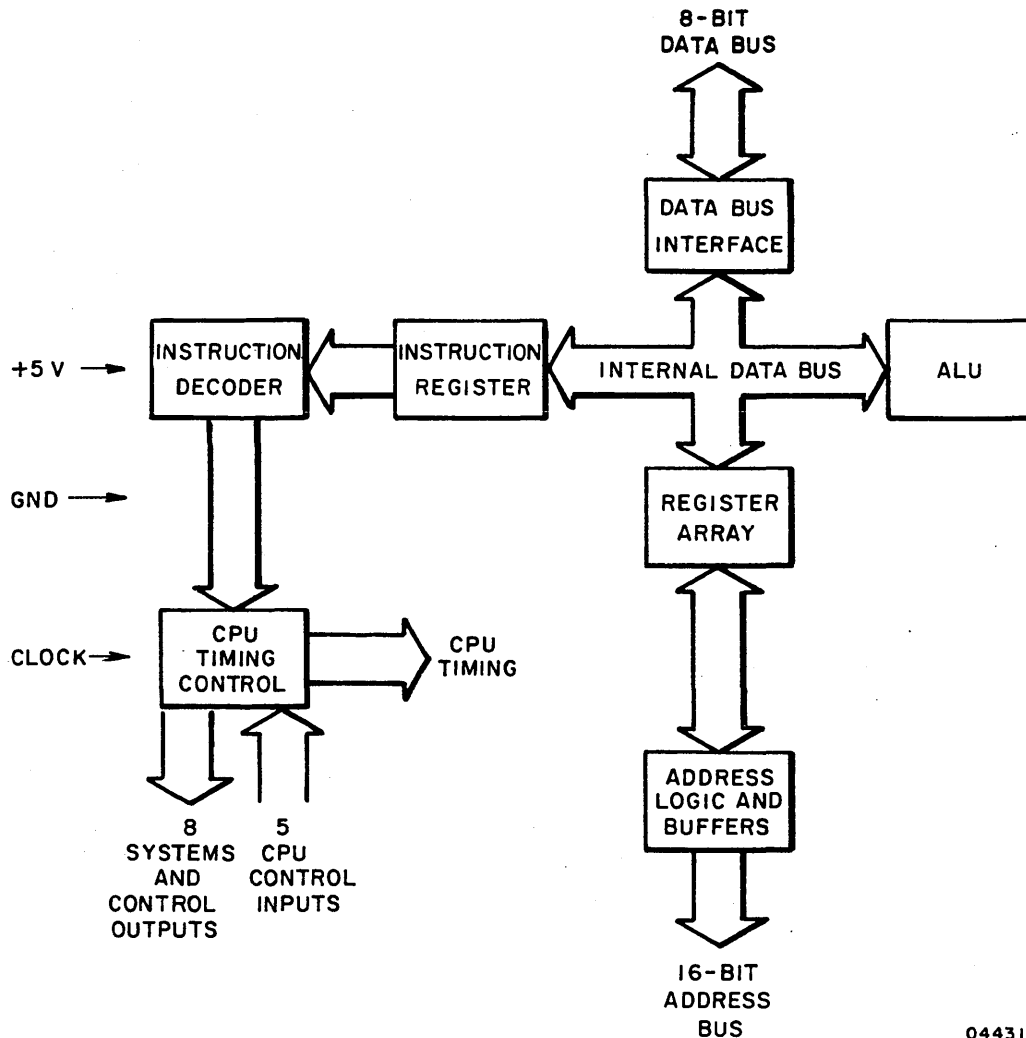 8-BIT
DATA BUS
DATA BUS
INTERFACE
+5 V
INSTRUCTION
DECODER
INSTRUCTION
REGISTER
INTERNAL DATA BUS
ALU
GND
REGISTER
ARRAY
CLOCK
CPU
TIMING
CONTROL
CPU
TIMING
ADDRESS
LOGIC AND
BUFFERS
8
SYSTEMS
AND
CONTROL
OUTPUTS
5
CPU
CONTROL
INPUTS
16-BIT
ADDRESS
BUS
04431